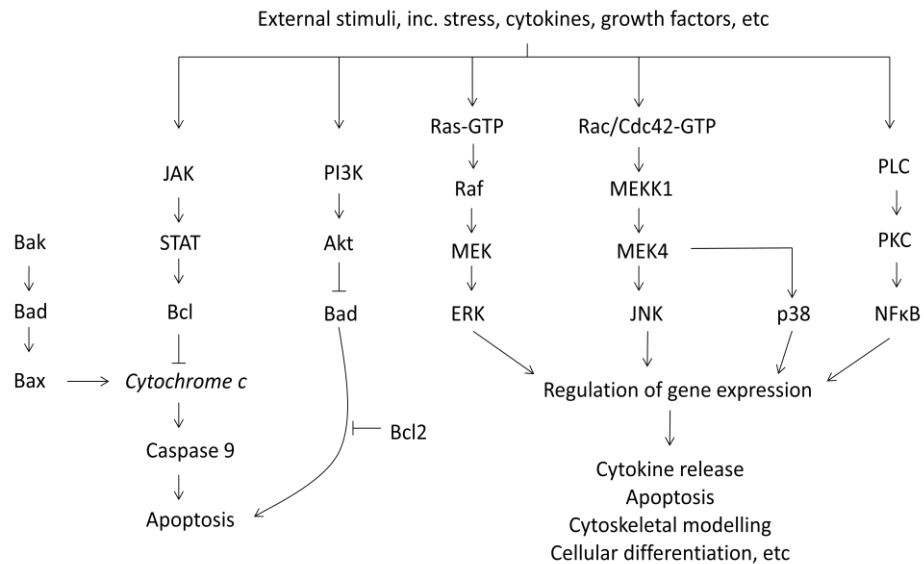 External stimuli, inc. stress, cytokines, growth factors, etc
Ras-GTP
Rac/Cdc42-GTP
JAK
PI3K
Raf
MEKK1
PLC
Bak
STAT
Akt
MEK
MEK4
PKC
Bad
Bcl
Bad
ERK
JNK
p38
NFκB
Bax
Cytochrome c
Regulation of gene expression
Bcl2
Caspase 9
Cytokine release
Apoptosis
Apoptosis
Cytoskeletal modelling
Cellular differentiation, etc